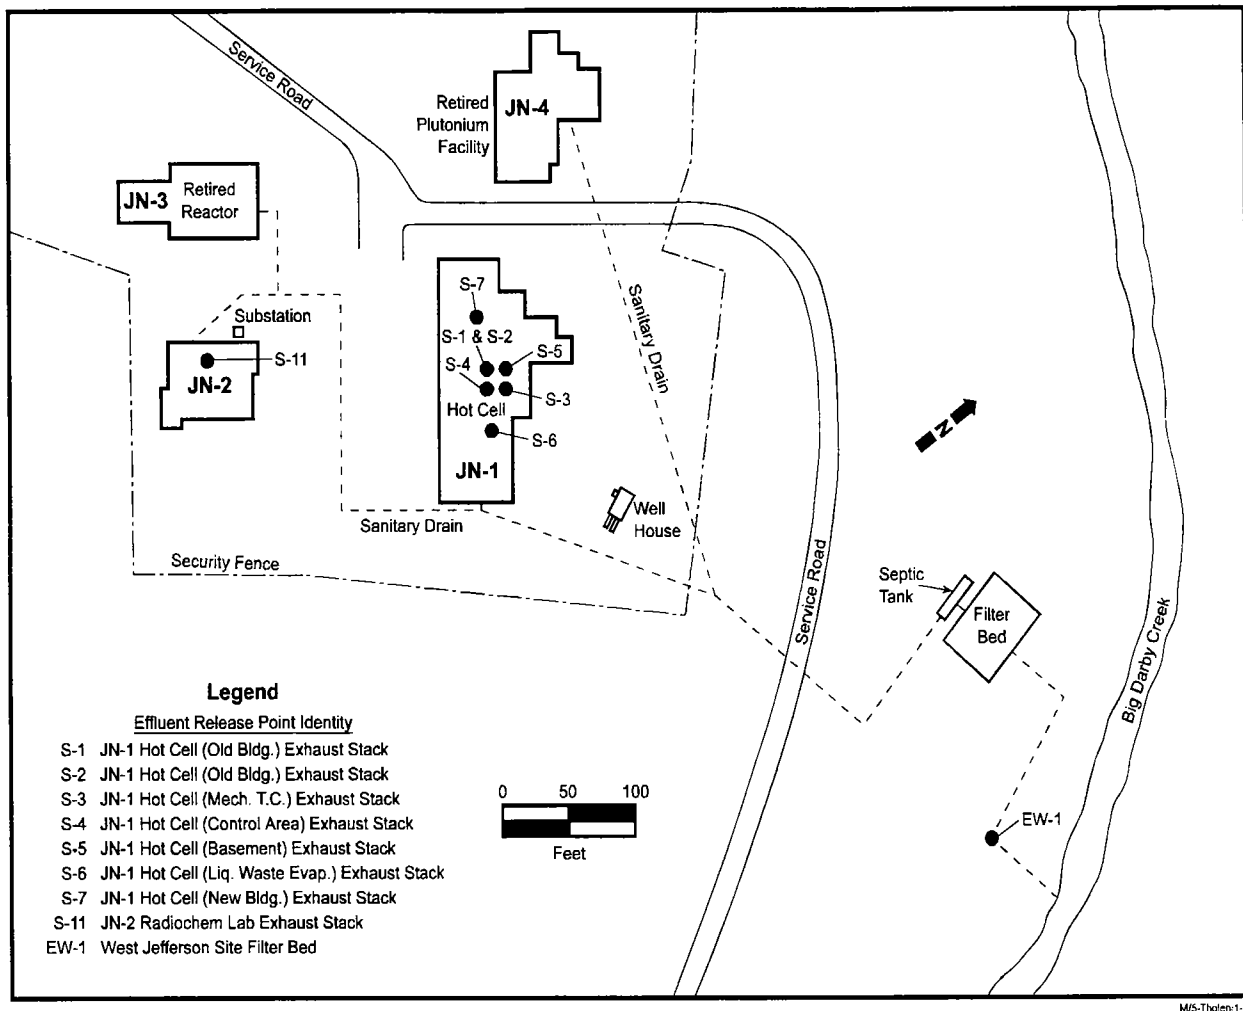 Service Road
Retired
Plutonium
Facility
JN-4
JN-3
Retired
Reactor
Substation
S-11
JN-2
S-7
S-1 & S-2
S-5
S-4
S-3
Hot Cell
S-6
JN-1
Sanitary Drain
Sanitary Drain
Well
House
Security Fence
N
Service Road
Septic
Tank
Filter
Bed
Big Darby Creek
EW-1
Legend
Effluent Release Point Identity
S-1 JN-1 Hot Cell (Old Bldg.) Exhaust Stack
S-2 JN-1 Hot Cell (Old Bldg.) Exhaust Stack
S-3 JN-1 Hot Cell (Mech. T.C.) Exhaust Stack
S-4 JN-1 Hot Cell (Control Area) Exhaust Stack
S-5 JN-1 Hot Cell (Basement) Exhaust Stack
S-6 JN-1 Hot Cell (Liq. Waste Evap.) Exhaust Stack
S-7 JN-1 Hot Cell (New Bldg.) Exhaust Stack
S-11 JN-2 Radiochem Lab Exhaust Stack
EW-1 West Jefferson Site Filter Bed
0 50 100
Feet
M/5-Tholen:1-